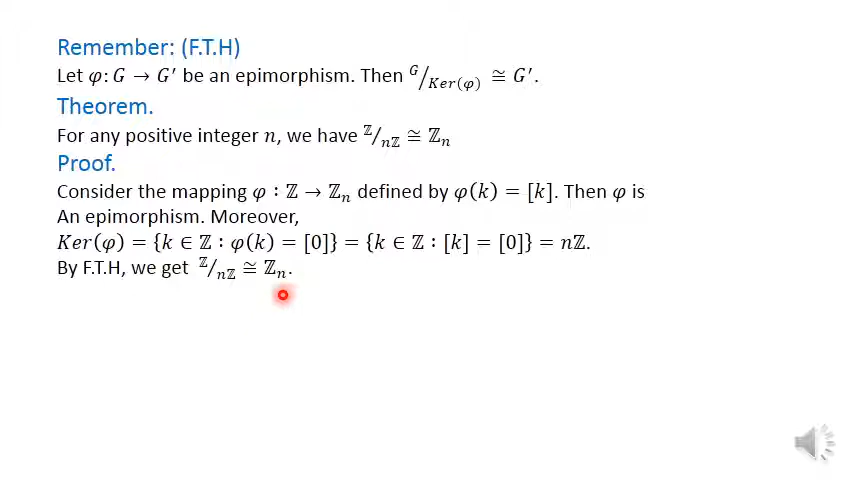 Remember: (F.T.H)
Let φ: G → G′ be an epimorphism. Then G/Ker(φ) ≅ G′.
Theorem.
For any positive integer n, we have ℤ/nℤ ≅ ℤn
Proof.
Consider the mapping φ : ℤ → ℤn defined by φ(k) = [k]. Then φ is
An epimorphism. Moreover,
Ker(φ) = {k ∈ ℤ : φ(k) = [0]} = {k ∈ ℤ : [k] = [0]} = nℤ.
By F.T.H, we get ℤ/nℤ ≅ ℤn.